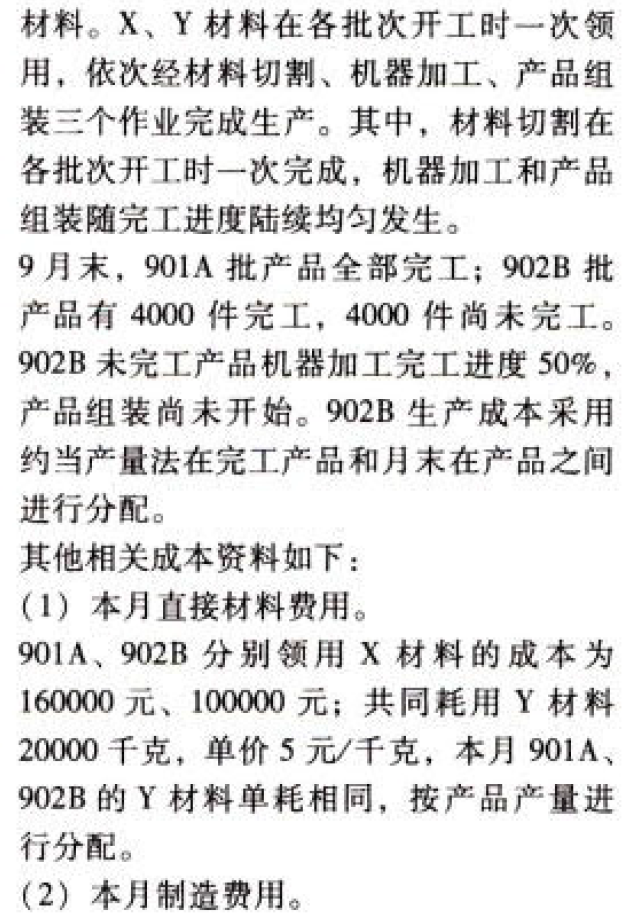 材料。X、Y 材料在各批次开工时一次领
用，依次经材料切割、机器加工、产品组
装三个作业完成生产。其中，材料切割在
各批次开工时一次完成，机器加工和产品
组装随完工进度陆续均匀发生。
9 月末，901A 批产品全部完工；902B 批
产品有 4000 件完工，4000 件尚未完工。
902B 未完工产品机器加工完工进度 50%，
产品组装尚未开始。902B 生产成本采用
约当产量法在完工产品和月末在产品之间
进行分配。
其他相关成本资料如下：
（1）本月直接材料费用。
901A、902B 分别领用 X 材料的成本为
160000 元、100000 元；共同耗用 Y 材料
20000 千克，单价 5 元/千克，本月 901A、
902B 的 Y 材料单耗相同，按产品产量进
行分配。
（2）本月制造费用。